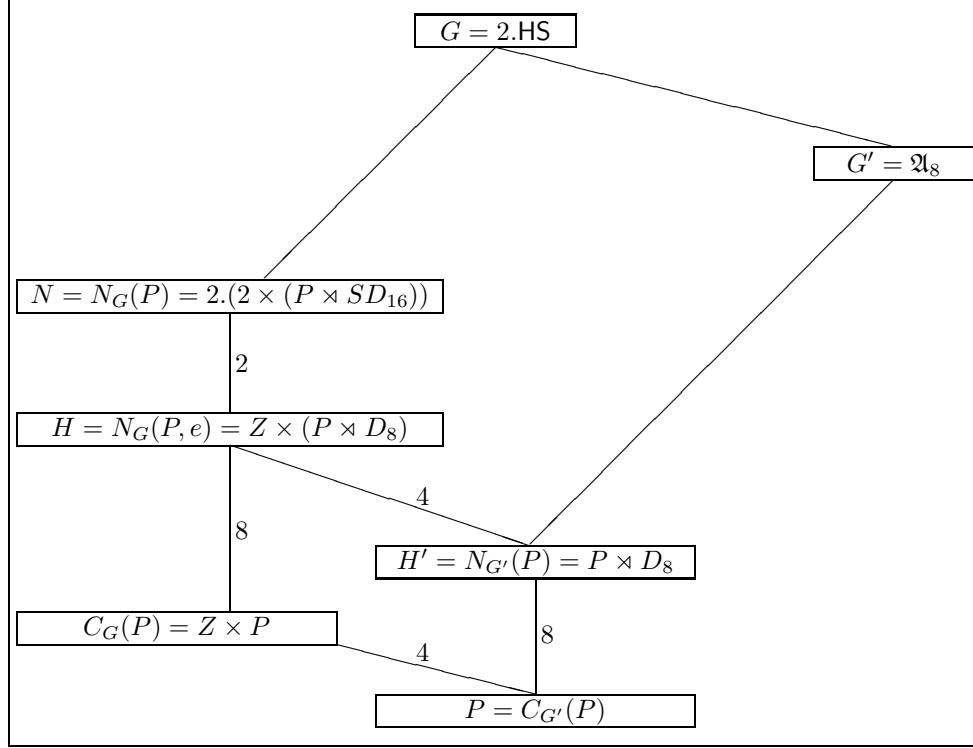 G = 2.HS
G′ = 𝔄₈
N = N_G(P) = 2.(2 × (P ⋊ SD₁₆))
2
H = N_G(P, e) = Z × (P ⋊ D₈)
4
8
H′ = N_{G′}(P) = P ⋊ D₈
C_G(P) = Z × P
8
4
P = C_{G′}(P)